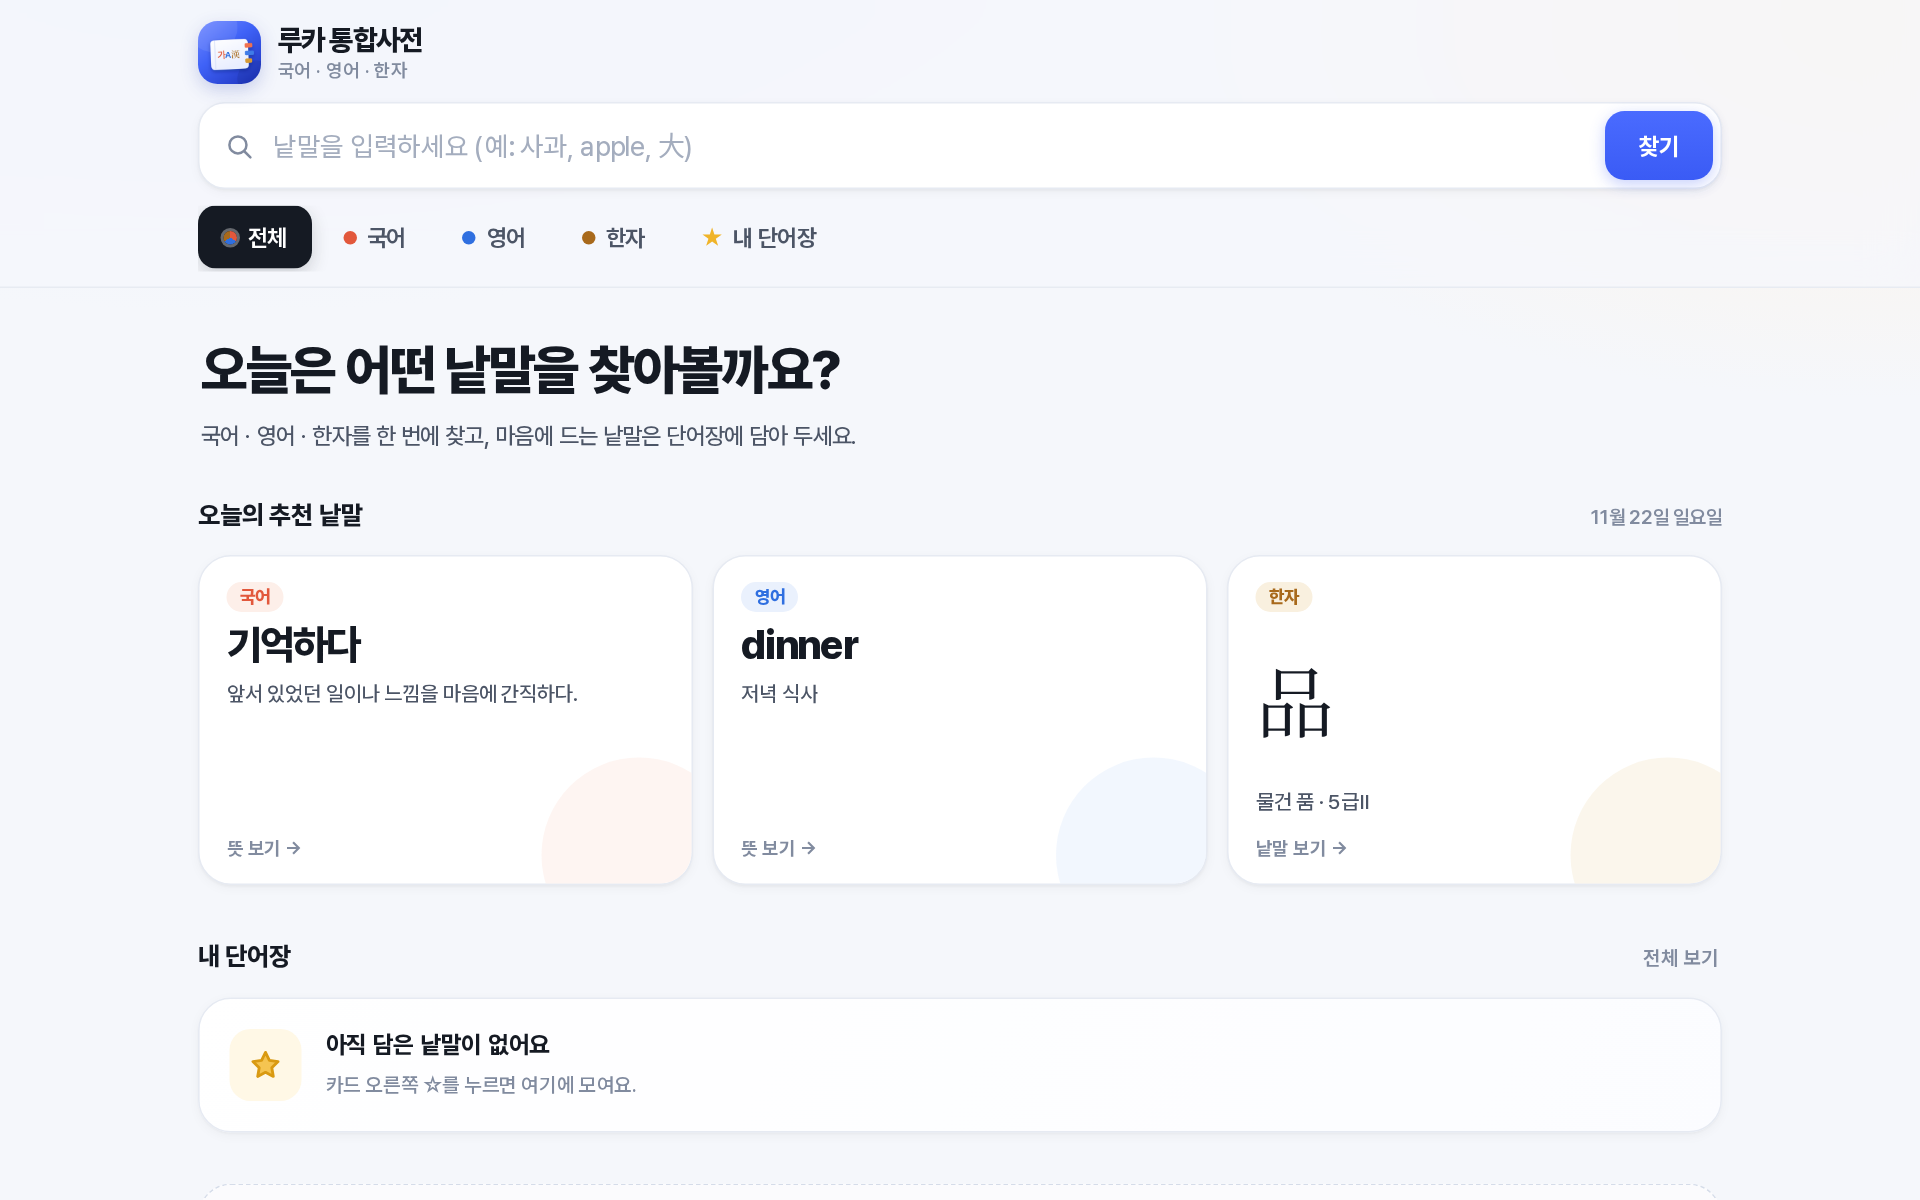 루카 통합사전
국어 · 영어 · 한자
가A漢
낱말을 입력하세요 (예: 사과, apple, 大)
찾기
전체
국어
영어
한자
★ 내 단어장
오늘은 어떤 낱말을 찾아볼까요?
국어 · 영어 · 한자를 한 번에 찾고, 마음에 드는 낱말은 단어장에 담아 두세요.
오늘의 추천 낱말
11월 22일 일요일
국어
기억하다
앞서 있었던 일이나 느낌을 마음에 간직하다.
뜻 보기 →
영어
dinner
저녁 식사
뜻 보기 →
한자
品
물건 품 · 5급Ⅱ
낱말 보기 →
내 단어장
전체 보기
아직 담은 낱말이 없어요
카드 오른쪽 ☆를 누르면 여기에 모여요.